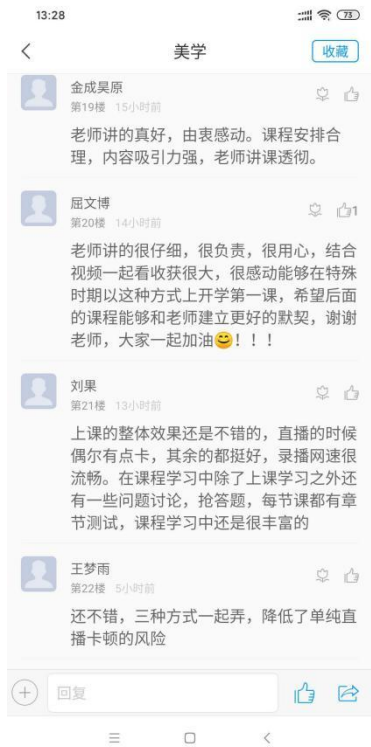 13:28
73
美学
收藏
金成昊原
第19楼 15小时前
老师讲的真好，由衷感动。课程安排合
理，内容吸引力强，老师讲课透彻。
屈文博
第20楼 14小时前
1
老师讲的很仔细，很负责，很用心，结合
视频一起看收获很大，很感动能够在特殊
时期以这种方式上开学第一课，希望后面
的课程能够和老师建立更好的默契，谢谢
老师，大家一起加油😄！！！
刘果
第21楼 13小时前
上课的整体效果还是不错的，直播的时候
偶尔有点卡，其余的都挺好，录播网速很
流畅。在课程学习中除了上课学习之外还
有一些问题讨论，抢答题，每节课都有章
节测试，课程学习中还是很丰富的
王梦雨
第22楼 5小时前
还不错，三种方式一起弄，降低了单纯直
播卡顿的风险
回复